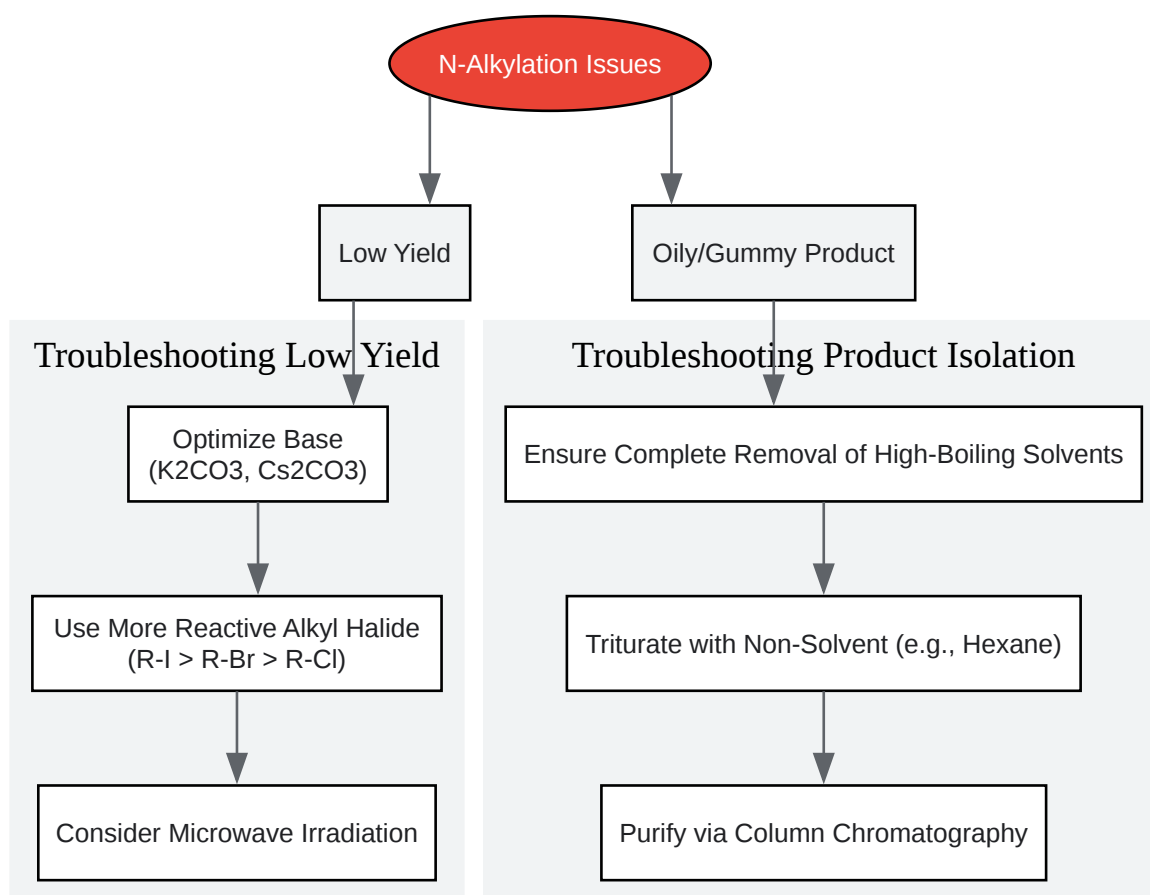 N-Alkylation Issues
Low Yield
Oily/Gummy Product
Troubleshooting Low Yield
Troubleshooting Product Isolation
Optimize Base
(K2CO3, Cs2CO3)
Ensure Complete Removal of High-Boiling Solvents
Use More Reactive Alkyl Halide
(R-I > R-Br > R-Cl)
Triturate with Non-Solvent (e.g., Hexane)
Consider Microwave Irradiation
Purify via Column Chromatography